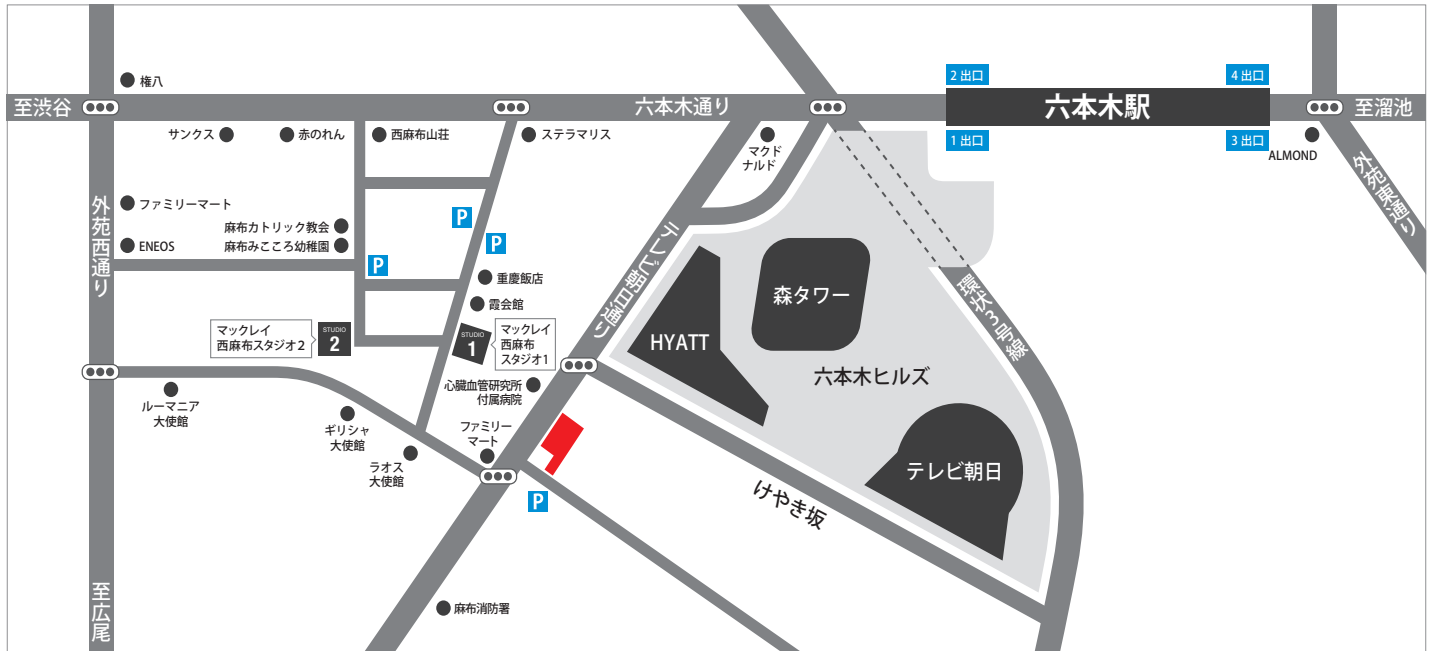 2 出口
4 出口
権八
至渋谷
六本木通り
六本木駅
至溜池
サンクス
赤のれん
西麻布山荘
ステラマリス
マクド
ナルド
1 出口
3 出口
ALMOND
外苑東通り
外苑西通り
ファミリーマート
麻布カトリック教会
ENEOS
麻布みこころ幼稚園
P
P
P
テレビ朝日通り
重慶飯店
霞会館
森タワー
環状3号線
マックレイ
西麻布スタジオ2
STUDIO
2
STUDIO
1
マックレイ
西麻布
スタジオ1
HYATT
六本木ヒルズ
心臓血管研究所
付属病院
ルーマニア
大使館
ギリシャ
大使館
ファミリー
マート
ラオス
大使館
テレビ朝日
P
けやき坂
至広尾
麻布消防署